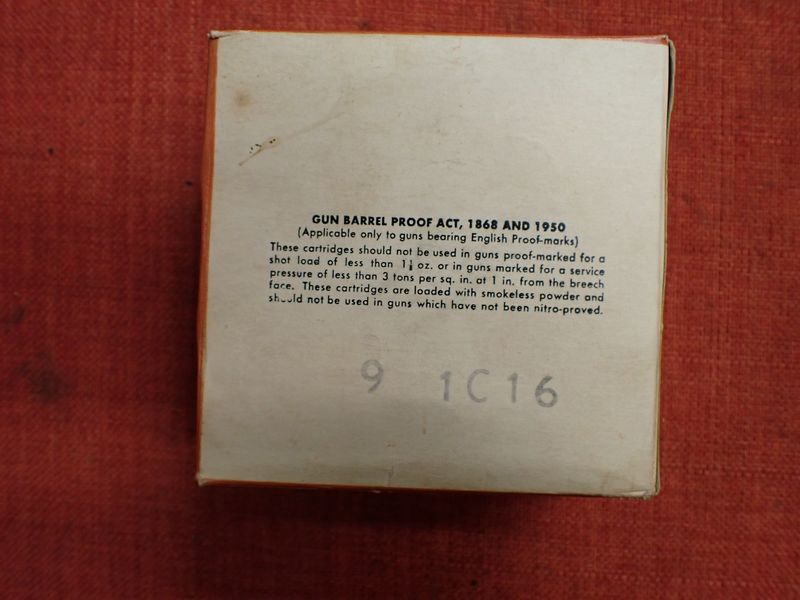 GUN BARREL PROOF ACT, 1868 AND 1950
(Applicable only to guns bearing English Proof-marks)
These cartridges should not be used in guns proof-marked for a
shot load of less than 1⅛ oz. or in guns marked for a service
pressure of less than 3 tons per sq. in. at 1 in. from the breech
face. These cartridges are loaded with smokeless powder and
should not be used in guns which have not been nitro-proved.
9 1C16